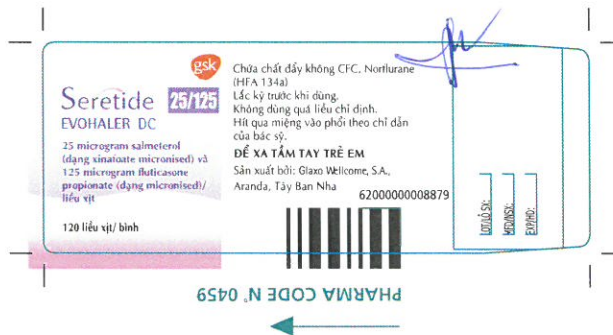 gsk
Seretide 25/125
EVOHALER DC
25 microgram salmeterol
(dạng xinafoate micronised) và
125 microgram fluticasone
propionate (dạng micronised)/
liều xịt
120 liều xịt/ bình
Chứa chất đẩy không CFC, Norflurane
(HFA 134a)
Lắc kỹ trước khi dùng.
Không dùng quá liều chỉ định.
Hít qua miệng vào phổi theo chỉ dẫn
của bác sỹ.
ĐỂ XA TẦM TAY TRẺ EM
Sản xuất bởi: Glaxo Wellcome, S.A.,
Aranda, Tây Ban Nha
62000000008879
LOT/LÔ SX:
MFD/NSX:
EXP/HD:
PHARMA CODE N° 0459